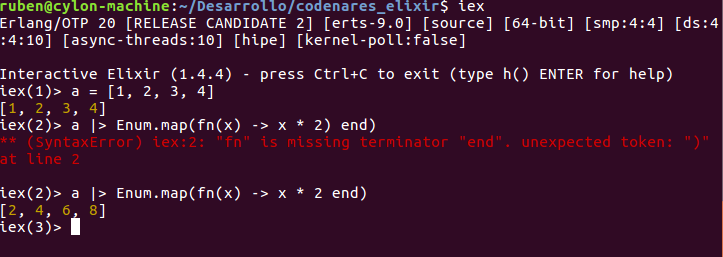 ruben@cylon-machine:~/Desarrollo/codenares_elixir$ iex
Erlang/OTP 20 [RELEASE CANDIDATE 2] [erts-9.0] [source] [64-bit] [smp:4:4] [ds:4
:4:10] [async-threads:10] [hipe] [kernel-poll:false]

Interactive Elixir (1.4.4) - press Ctrl+C to exit (type h() ENTER for help)
iex(1)> a = [1, 2, 3, 4]
[1, 2, 3, 4]
iex(2)> a |> Enum.map(fn(x) -> x * 2) end)
** (SyntaxError) iex:2: "fn" is missing terminator "end". unexpected token: ")"
at line 2

iex(2)> a |> Enum.map(fn(x) -> x * 2 end)
[2, 4, 6, 8]
iex(3)>